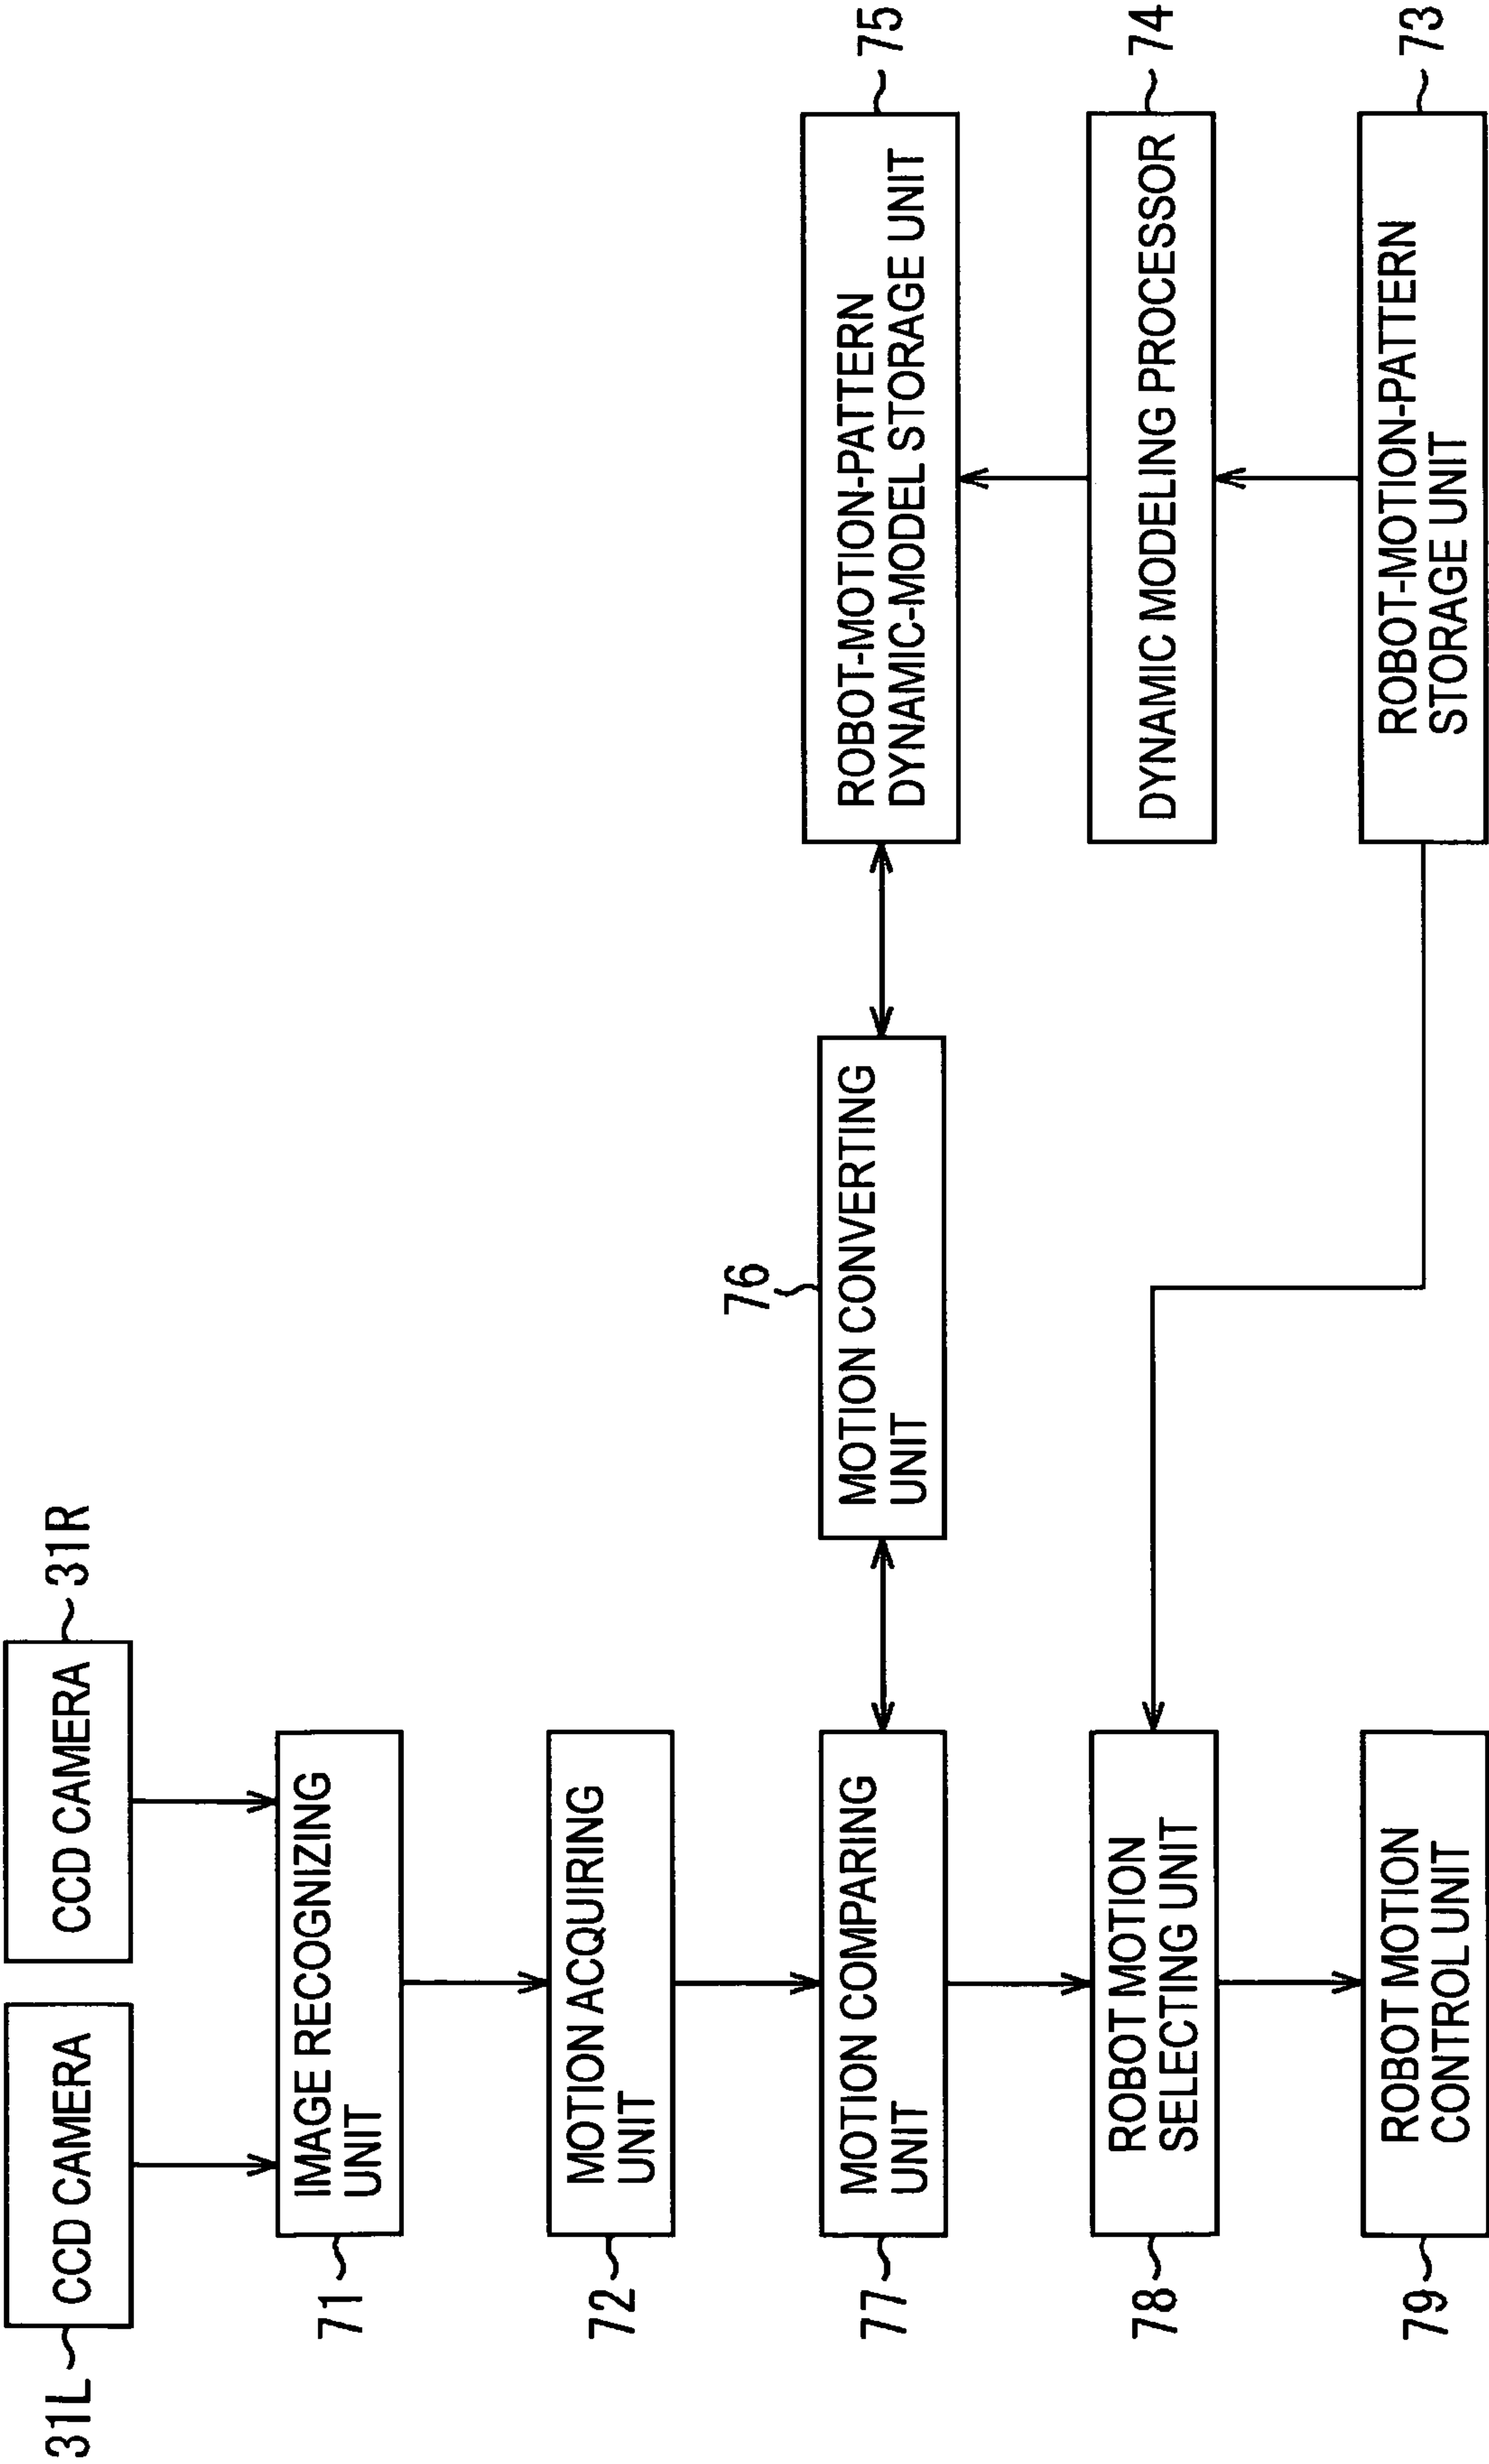 31L
CCD CAMERA
CCD CAMERA
31R
71
IMAGE RECOGNIZING
UNIT
72
MOTION ACQUIRING
UNIT
77
MOTION COMPARING
UNIT
76
MOTION CONVERTING
UNIT
75
ROBOT-MOTION-PATTERN
DYNAMIC-MODEL STORAGE UNIT
74
DYNAMIC MODELING PROCESSOR
78
ROBOT MOTION
SELECTING UNIT
73
ROBOT-MOTION-PATTERN
STORAGE UNIT
79
ROBOT MOTION
CONTROL UNIT